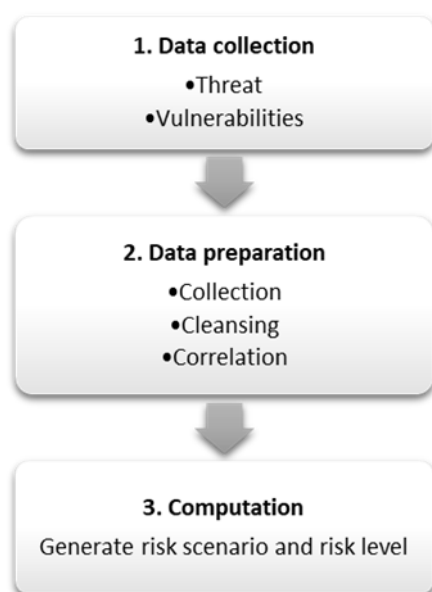 1. Data collection
•Threat
•Vulnerabilities
2. Data preparation
•Collection
•Cleansing
•Correlation
3. Computation
Generate risk scenario and risk level